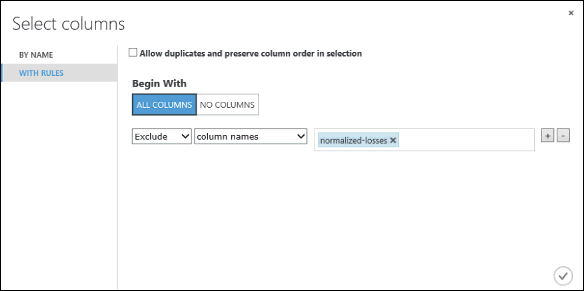 Select columns
BY NAME
WITH RULES
Allow duplicates and preserve column order in selection
Begin With
ALL COLUMNS NO COLUMNS
Exclude column names normalized-losses × + -